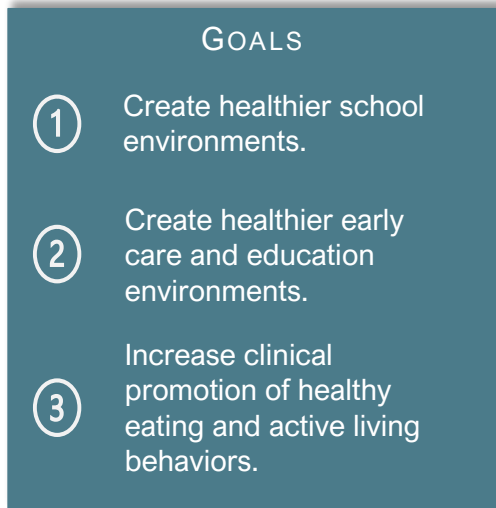 GOALS
1
Create healthier school
environments.
2
Create healthier early
care and education
environments.
3
Increase clinical
promotion of healthy
eating and active living
behaviors.